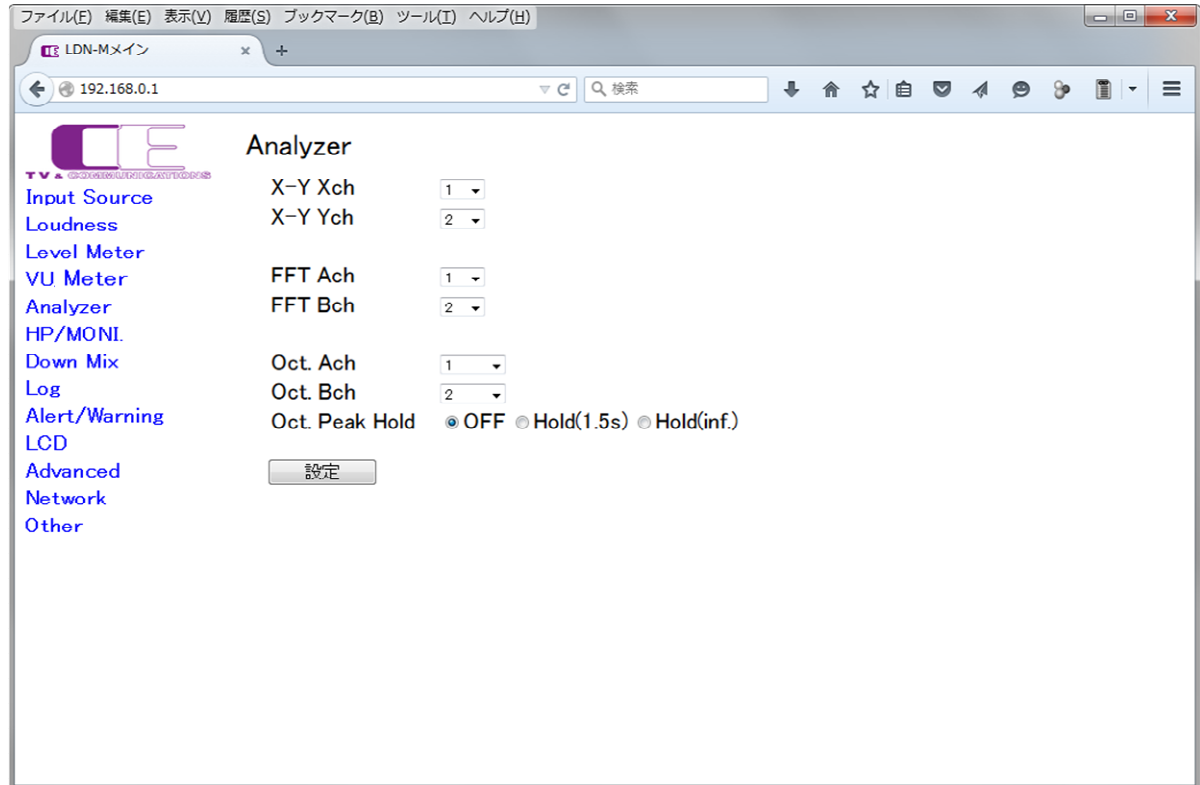 ファイル(F) 編集(E) 表示(V) 履歴(S) ブックマーク(B) ツール(T) ヘルプ(H)
LDN-Mメイン
192.168.0.1
検索
TV & COMMUNICATIONS
Input Source
Loudness
Level Meter
VU Meter
Analyzer
HP/MONI.
Down Mix
Log
Alert/Warning
LCD
Advanced
Network
Other
Analyzer
X-Y Xch 1
X-Y Ych 2
FFT Ach 1
FFT Bch 2
Oct. Ach 1
Oct. Bch 2
Oct. Peak Hold OFF Hold(1.5s) Hold(inf.)
設定